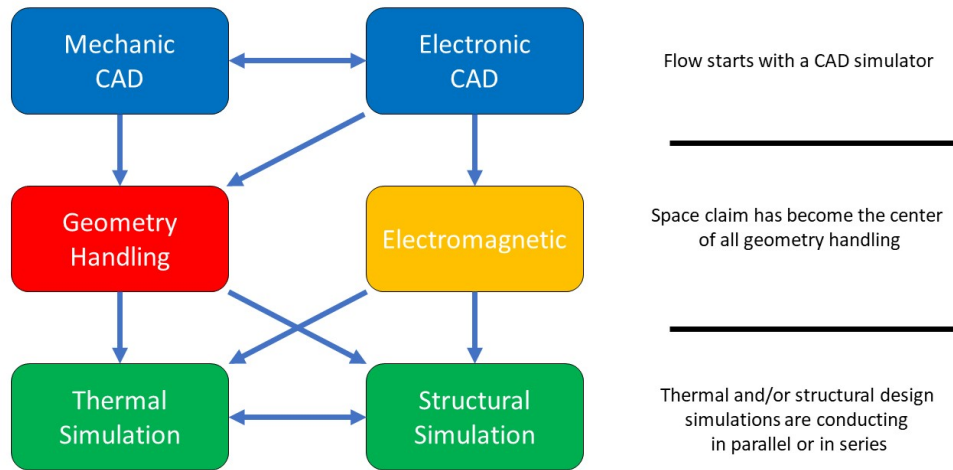 Mechanic
CAD
Electronic
CAD
Flow starts with a CAD simulator
Geometry
Handling
Electromagnetic
Space claim has become the center
of all geometry handling
Thermal
Simulation
Structural
Simulation
Thermal and/or structural design
simulations are conducting
in parallel or in series